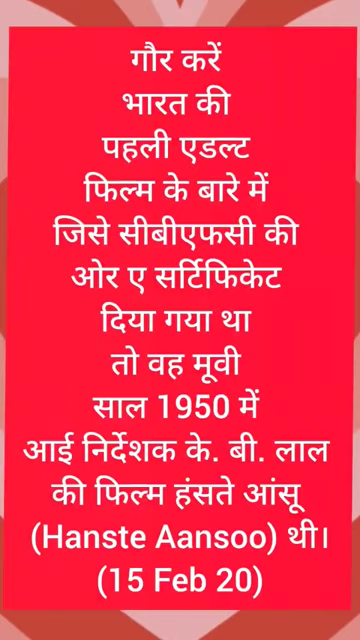 गौर करें
भारत की
पहली एडल्ट
फिल्म के बारे में
जिसे सीबीएफसी की
ओर ए सर्टिफिकेट
दिया गया था
तो वह मूवी
साल 1950 में
आई निर्देशक के. बी. लाल
की फिल्म हंसते आंसू
(Hanste Aansoo) थी।
(15 Feb 20)